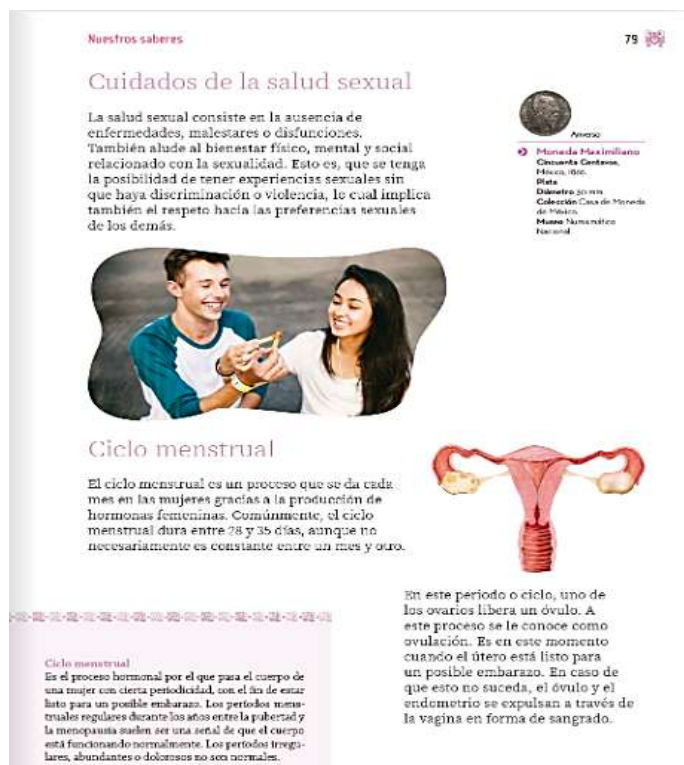 Nuestros saberes
79
Cuidados de la salud sexual
La salud sexual consiste en la ausencia de
enfermedades, malestares o disfunciones.
También alude al bienestar físico, mental y social
relacionado con la sexualidad. Esto es, que se tenga
la posibilidad de tener experiencias sexuales sin
que haya discriminación o violencia, lo cual implica
también el respeto hacia las preferencias sexuales
de los demás.
Anverso
Moneda Maximiliano
Cincuenta Centavos,
México,
Plata
Diámetro 30 mm
Colección Casa de Moneda
de México
Museo Numismático
Nacional
Ciclo menstrual
El ciclo menstrual es un proceso que se da cada
mes en las mujeres gracias a la producción de
hormonas femeninas. Comúnmente, el ciclo
menstrual dura entre 28 y 35 días, aunque no
necesariamente es constante entre un mes y otro.
En este periodo o ciclo, uno de
los ovarios libera un óvulo. A
este proceso se le conoce como
ovulación. Es en este momento
cuando el útero está listo para
un posible embarazo. En caso de
que esto no suceda, el óvulo y el
endometrio se expulsan a través de
la vagina en forma de sangrado.
Ciclo menstrual
Es el proceso hormonal por el que pasa el cuerpo de
una mujer con cierta periodicidad, con el fin de estar
listo para un posible embarazo. Los períodos mens-
truales regulares durante los años entre la pubertad y
la menopausia suelen ser una señal de que el cuerpo
está funcionando normalmente. Los períodos irregu-
lares, abundantes o dolorosos no son normales.